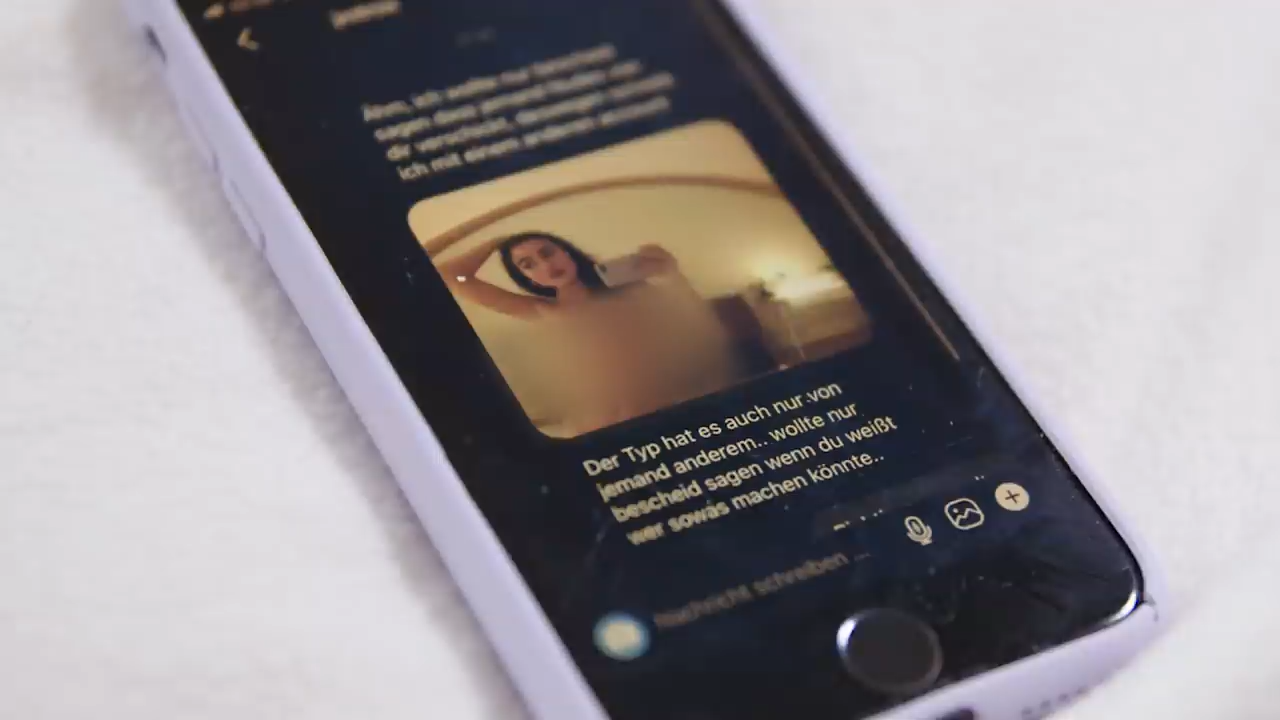 Ähm, ich wollte nur bescheid
sagen dass jemand Nudes von
dir verschickt, deswegen schreib
ich mit einem anderen account
Der Typ hat es auch nur von
jemand anderem.. wollte nur
bescheid sagen wenn du weißt
wer sowas machen könnte..
Nachricht schreiben ...